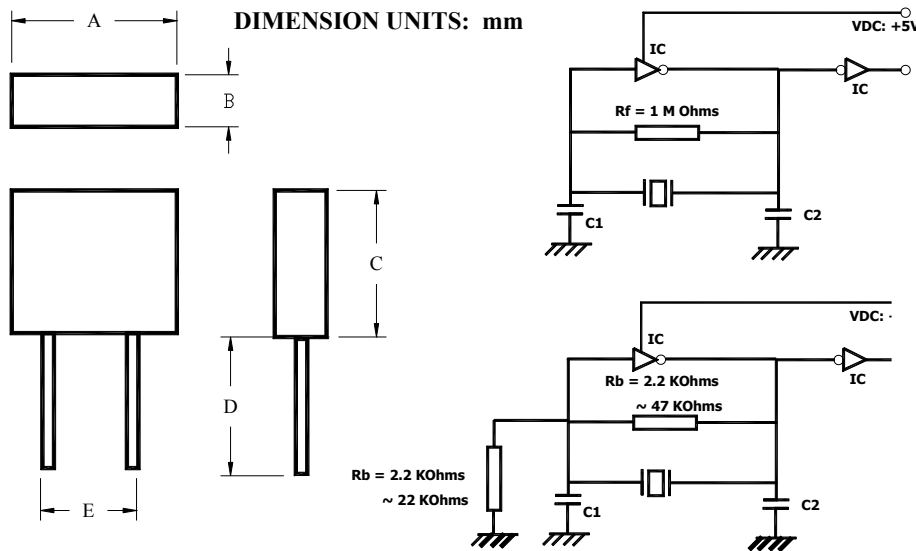 A
DIMENSION UNITS: mm
B
C
D
E
VDC: +5V
IC
IC
Rf = 1 M Ohms
C1
C2
VDC:
IC
IC
Rb = 2.2 KOhms
~ 47 KOhms
Rb = 2.2 KOhms
~ 22 KOhms
C1
C2